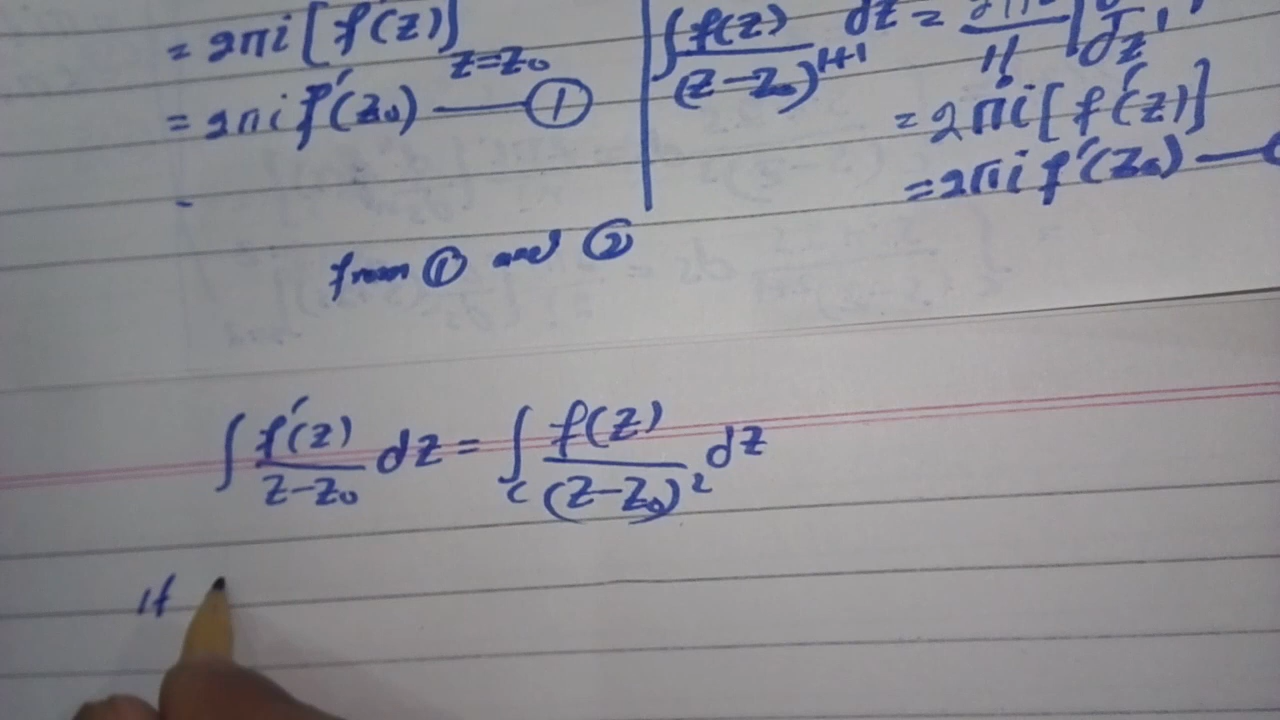 = 2πi [f'(z)] z=z₀
= 2πi f'(z₀) — ①
∫ f(z)/(z-z₀)¹⁺¹ dz =
= 2πi [f'(z)]
= 2πi f'(z₀) —
from ① and ②
∫ f'(z)/z-z₀ dz = ∫c f(z)/(z-z₀)² dz
If